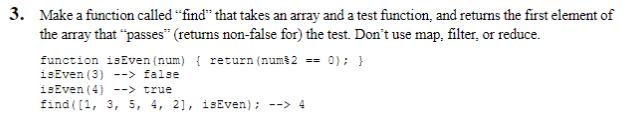 3. Make a function called “find” that takes an array and a test function, and returns the first element of
the array that “passes” (returns non-false for) the test. Don’t use map, filter, or reduce.
function isEven(num) { return(num%2 == 0); }
isEven(3) --> false
isEven(4) --> true
find([1, 3, 5, 4, 2], isEven); --> 4